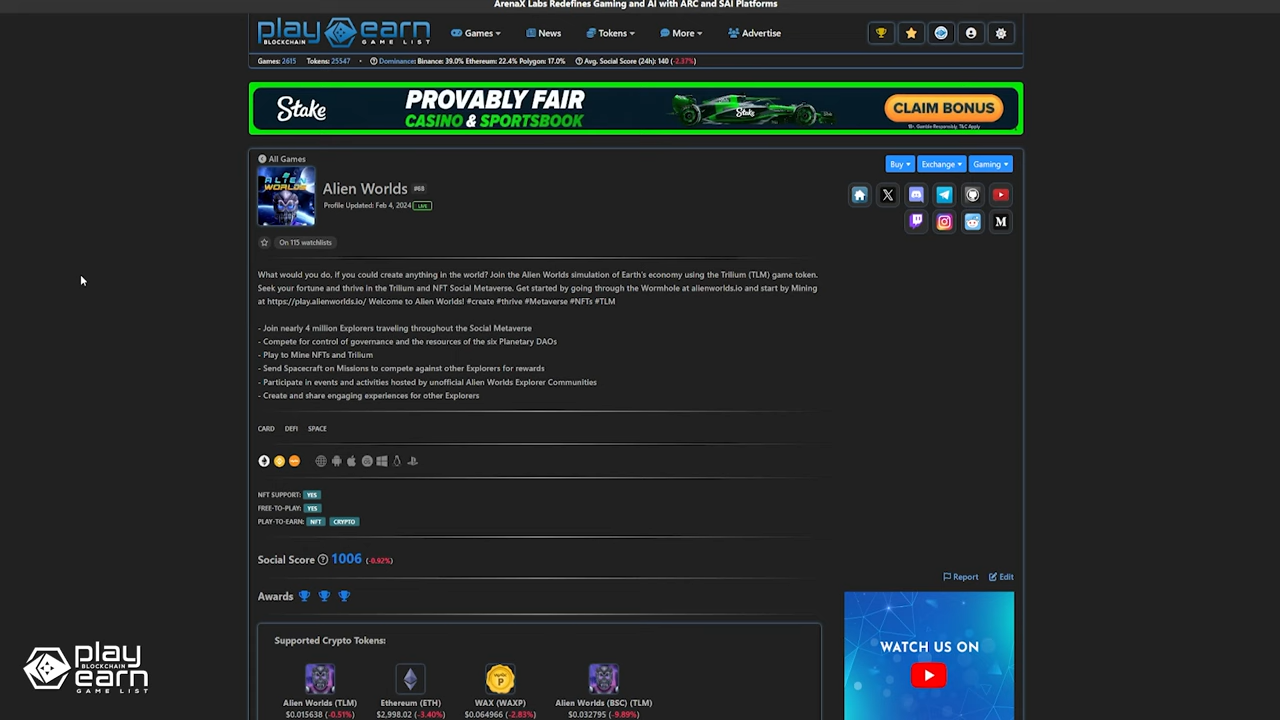 ArenaX Labs Redefines Gaming and AI with ARC and SAI Platforms
play earn
BLOCKCHAIN GAME LIST
Games News Tokens More Advertise
Games: 2615 Tokens: 25347 • Dominance: Binance: 39.0% Ethereum: 22.4% Polygon: 17.0% Avg. Social Score (24h): 140 (-2.37%)
Stake
PROVABLY FAIR
CASINO & SPORTSBOOK
Stake
CLAIM BONUS
18+. Gamble Responsibly. T&C Apply
All Games
Buy Exchange Gaming
ALIEN WORLDS
Alien Worlds #68
Profile Updated: Feb 4, 2024 LIVE
On 115 watchlists
What would you do, if you could create anything in the world? Join the Alien Worlds simulation of Earth's economy using the Trilium (TLM) game token.
Seek your fortune and thrive in the Trilium and NFT Social Metaverse. Get started by going through the Wormhole at alienworlds.io and start by Mining
at https://play.alienworlds.io/ Welcome to Alien Worlds! #create #thrive #Metaverse #NFTs #TLM
- Join nearly 4 million Explorers traveling throughout the Social Metaverse
- Compete for control of governance and the resources of the six Planetary DAOs
- Play to Mine NFTs and Trilium
- Send Spacecraft on Missions to compete against other Explorers for rewards
- Participate in events and activities hosted by unofficial Alien Worlds Explorer Communities
- Create and share engaging experiences for other Explorers
CARD DEFI SPACE
NFT SUPPORT: YES
FREE-TO-PLAY: YES
PLAY-TO-EARN: NFT CRYPTO
Social Score 1006 (-0.92%)
Report Edit
Awards
Supported Crypto Tokens:
Alien Worlds (TLM) Ethereum (ETH) WAX (WAXP) Alien Worlds (BSC) (TLM)
$0.015638 (-0.51%) $2,998.02 (-3.40%) $0.064966 (-2.83%) $0.032795 (-9.89%)
WATCH US ON
play earn
BLOCKCHAIN
GAME LIST